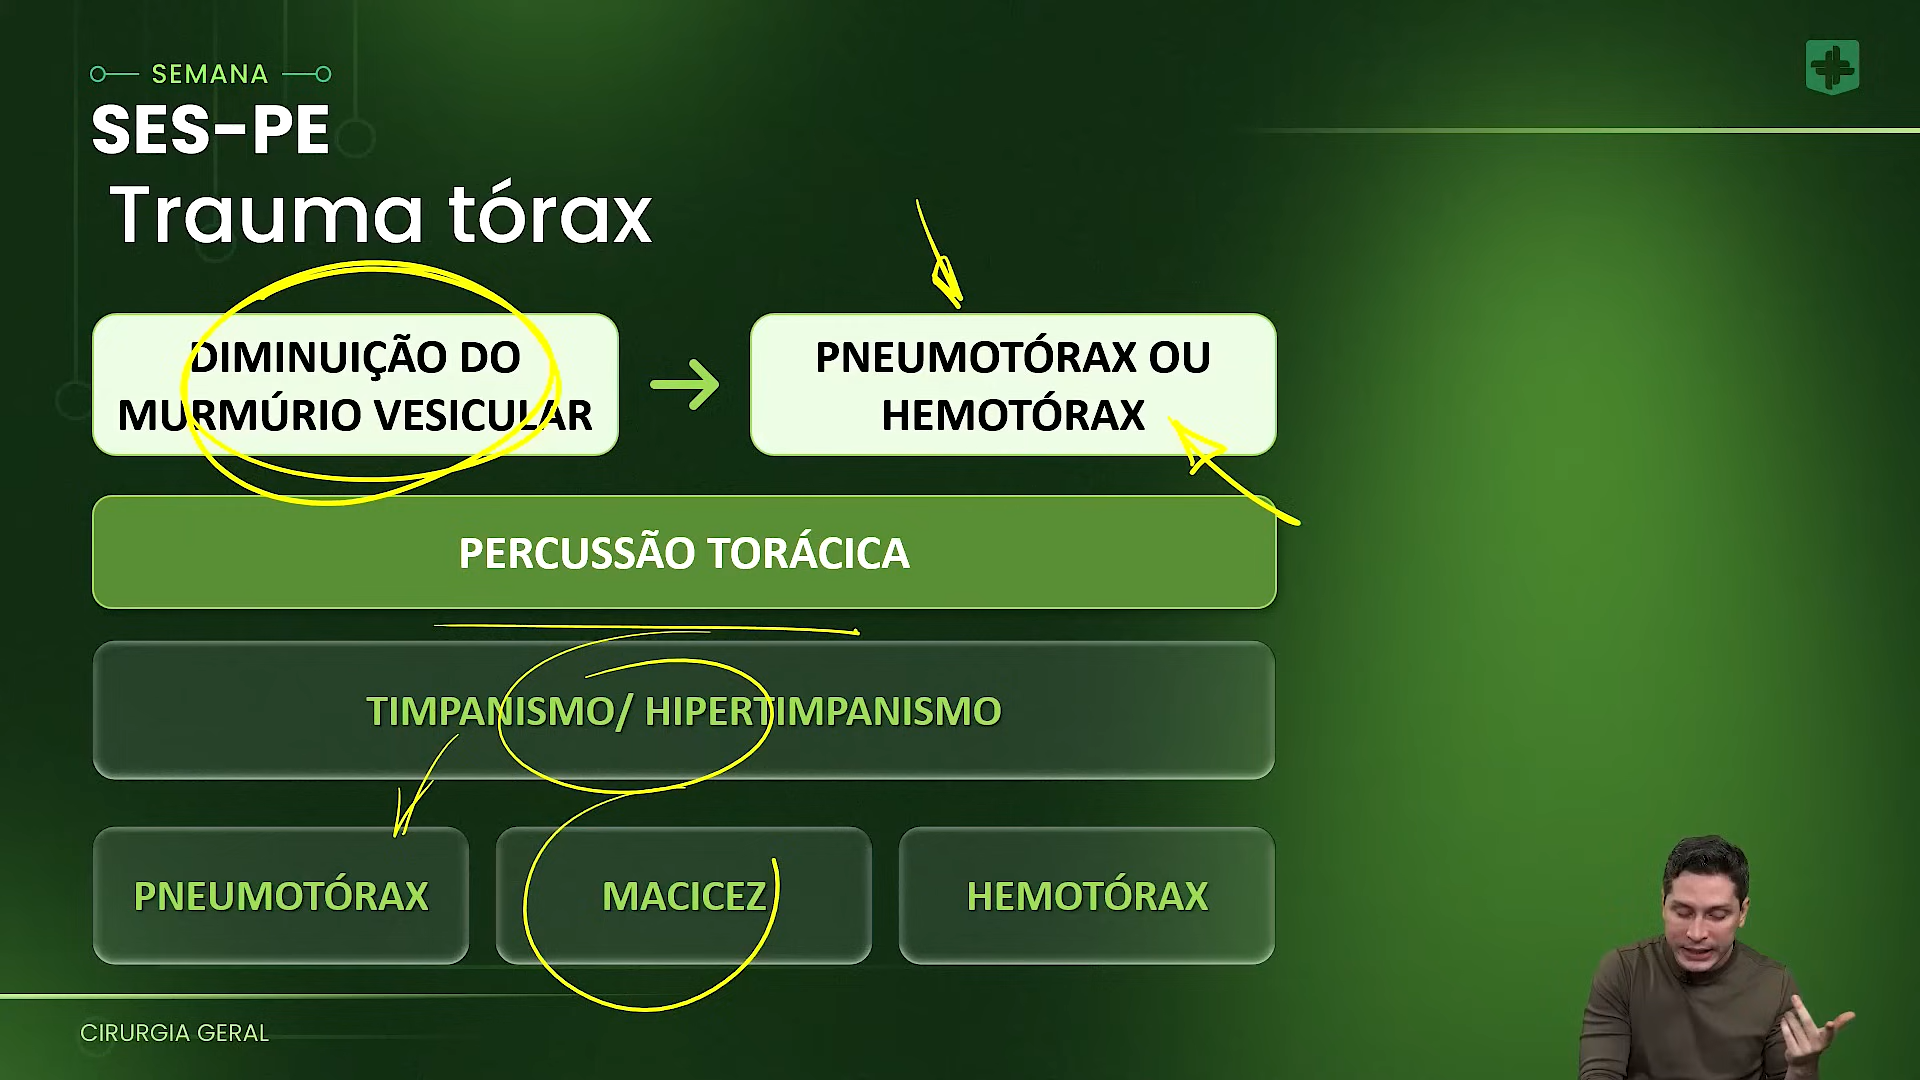 SEMANA
SES-PE
Trauma tórax
DIMINUIÇÃO DO
MURMÚRIO VESICULAR
PNEUMOTÓRAX OU
HEMOTÓRAX
PERCUSSÃO TORÁCICA
TIMPANISMO/ HIPERTIMPANISMO
PNEUMOTÓRAX
MACICEZ
HEMOTÓRAX
CIRURGIA GERAL